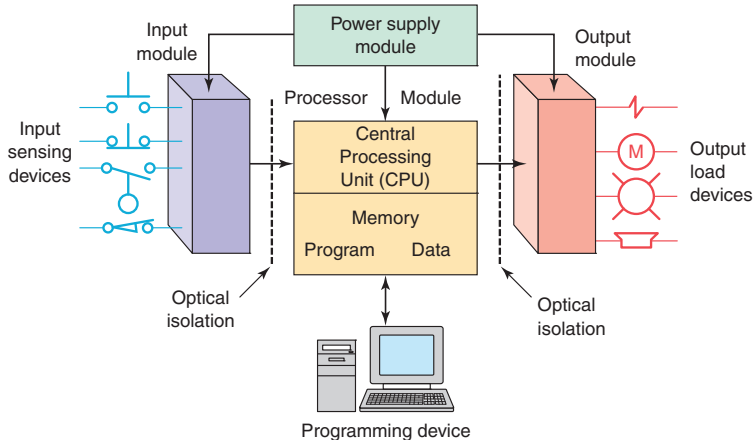 Input
module
Power supply
module
Output
module
Processor Module
Input
sensing
devices
Central
Processing
Unit (CPU)
Memory
Program Data
M
Output
load
devices
Optical
isolation
Optical
isolation
Programming device